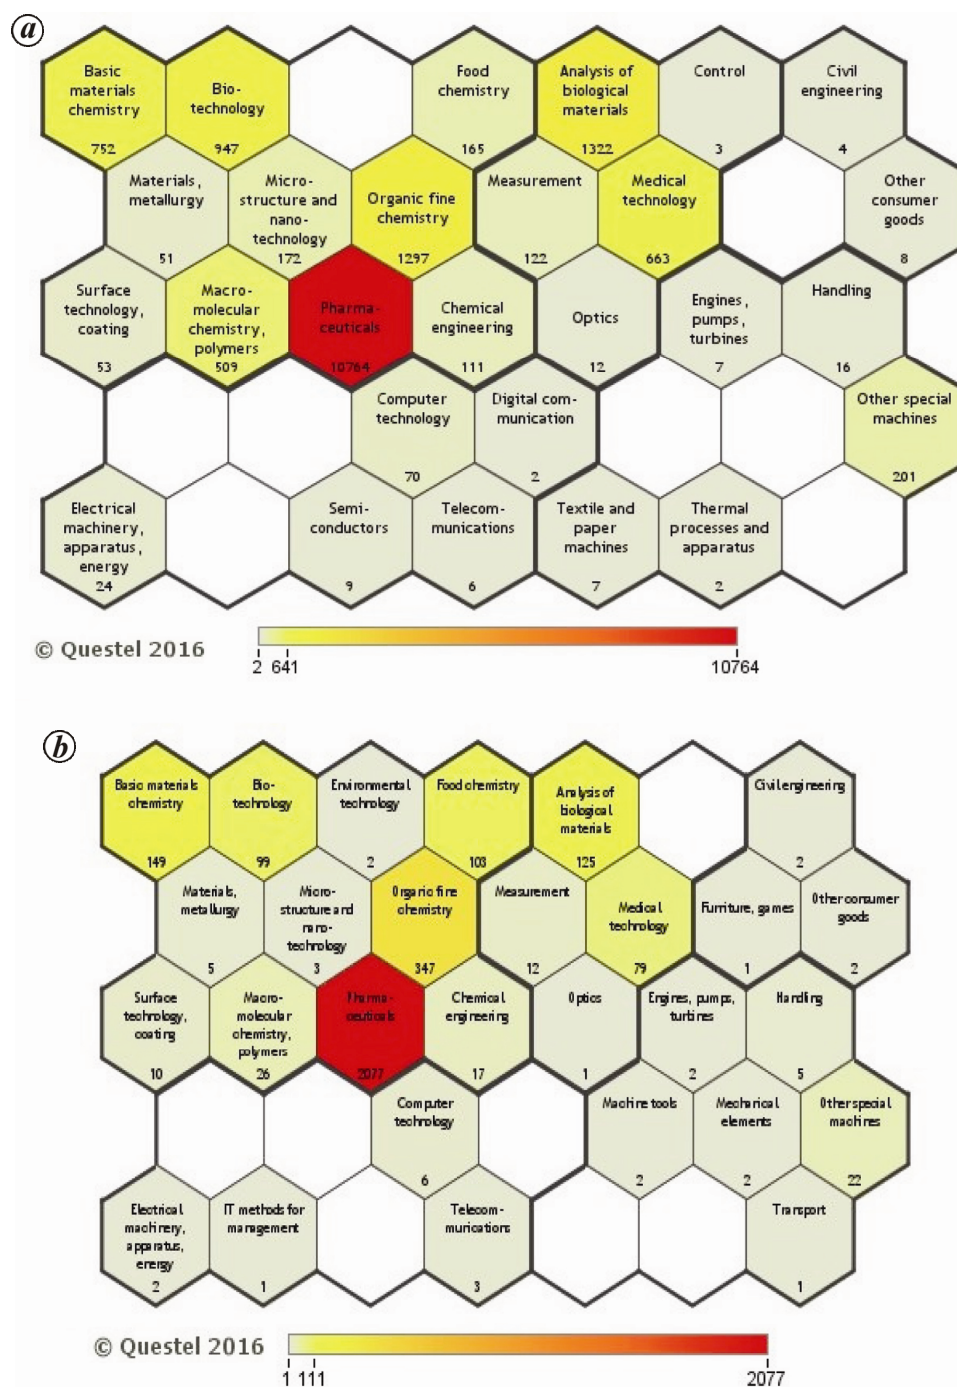 a
Basic
materials
chemistry
752
Bio-
technology
947
Food
chemistry
165
Analysis of
biological
materials
1322
Control
3
Civil
engineering
4
Materials,
metallurgy
51
Micro-
structure and
nano-
technology
172
Organic fine
chemistry
1297
Measurement
122
Medical
technology
663
Other
consumer
goods
8
Surface
technology,
coating
53
Macro-
molecular
chemistry,
polymers
509
Pharma-
ceuticals
10764
Chemical
engineering
111
Optics
12
Engines,
pumps,
turbines
7
Handling
16
Computer
technology
70
Digital com-
munication
2
Other special
machines
201
Electrical
machinery,
apparatus,
energy
24
Semi-
conductors
9
Telecom-
munications
6
Textile and
paper
machines
7
Thermal
processes and
apparatus
2
© Questel 2016
2 641 10764
b
Basic materials
chemistry
149
Bio-
technology
99
Environmental
technology
2
Food chemistry
103
Analysis of
biological
materials
125
Civil engineering
2
Materials,
metallurgy
5
Micro-
structure and
nano-
technology
3
Organic fine
chemistry
347
Measurement
12
Medical
technology
79
Furniture, games
1
Other consumer
goods
2
Surface
technology,
coating
10
Macro-
molecular
chemistry,
polymers
26
Pharma-
ceuticals
2077
Chemical
engineering
17
Optics
1
Engines, pumps,
turbines
2
Handling
5
Computer
technology
6
Machine tools
2
Mechanical
elements
2
Other special
machines
22
Electrical
machinery,
apparatus,
energy
2
IT methods for
management
1
Telecom-
munications
3
Transport
1
© Questel 2016
1 111 2077